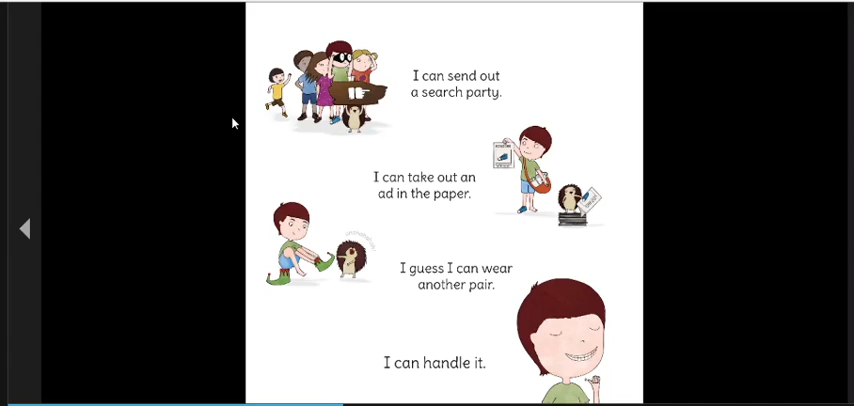 I can send out
a search party.
I can take out an
ad in the paper.
I guess I can wear
another pair.
I can handle it.